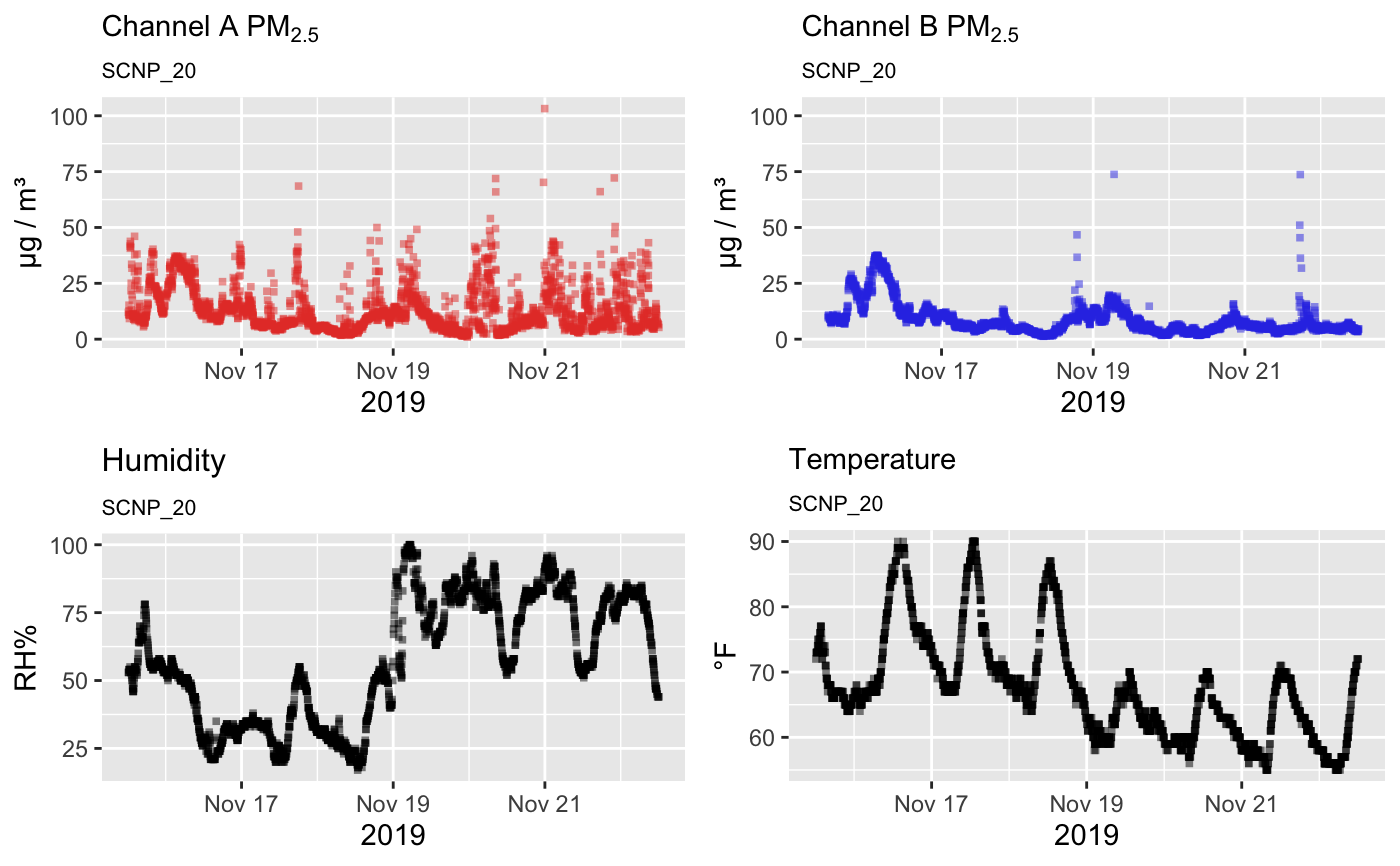 Channel A PM2.5
SCNP_20
100
75
50
25
0
µg / m³
Nov 17 Nov 19 Nov 21
2019
Channel B PM2.5
SCNP_20
100
75
50
25
0
µg / m³
Nov 17 Nov 19 Nov 21
2019
Humidity
SCNP_20
100
75
50
25
RH%
Nov 17 Nov 19 Nov 21
2019
Temperature
SCNP_20
90
80
70
60
°F
Nov 17 Nov 19 Nov 21
2019